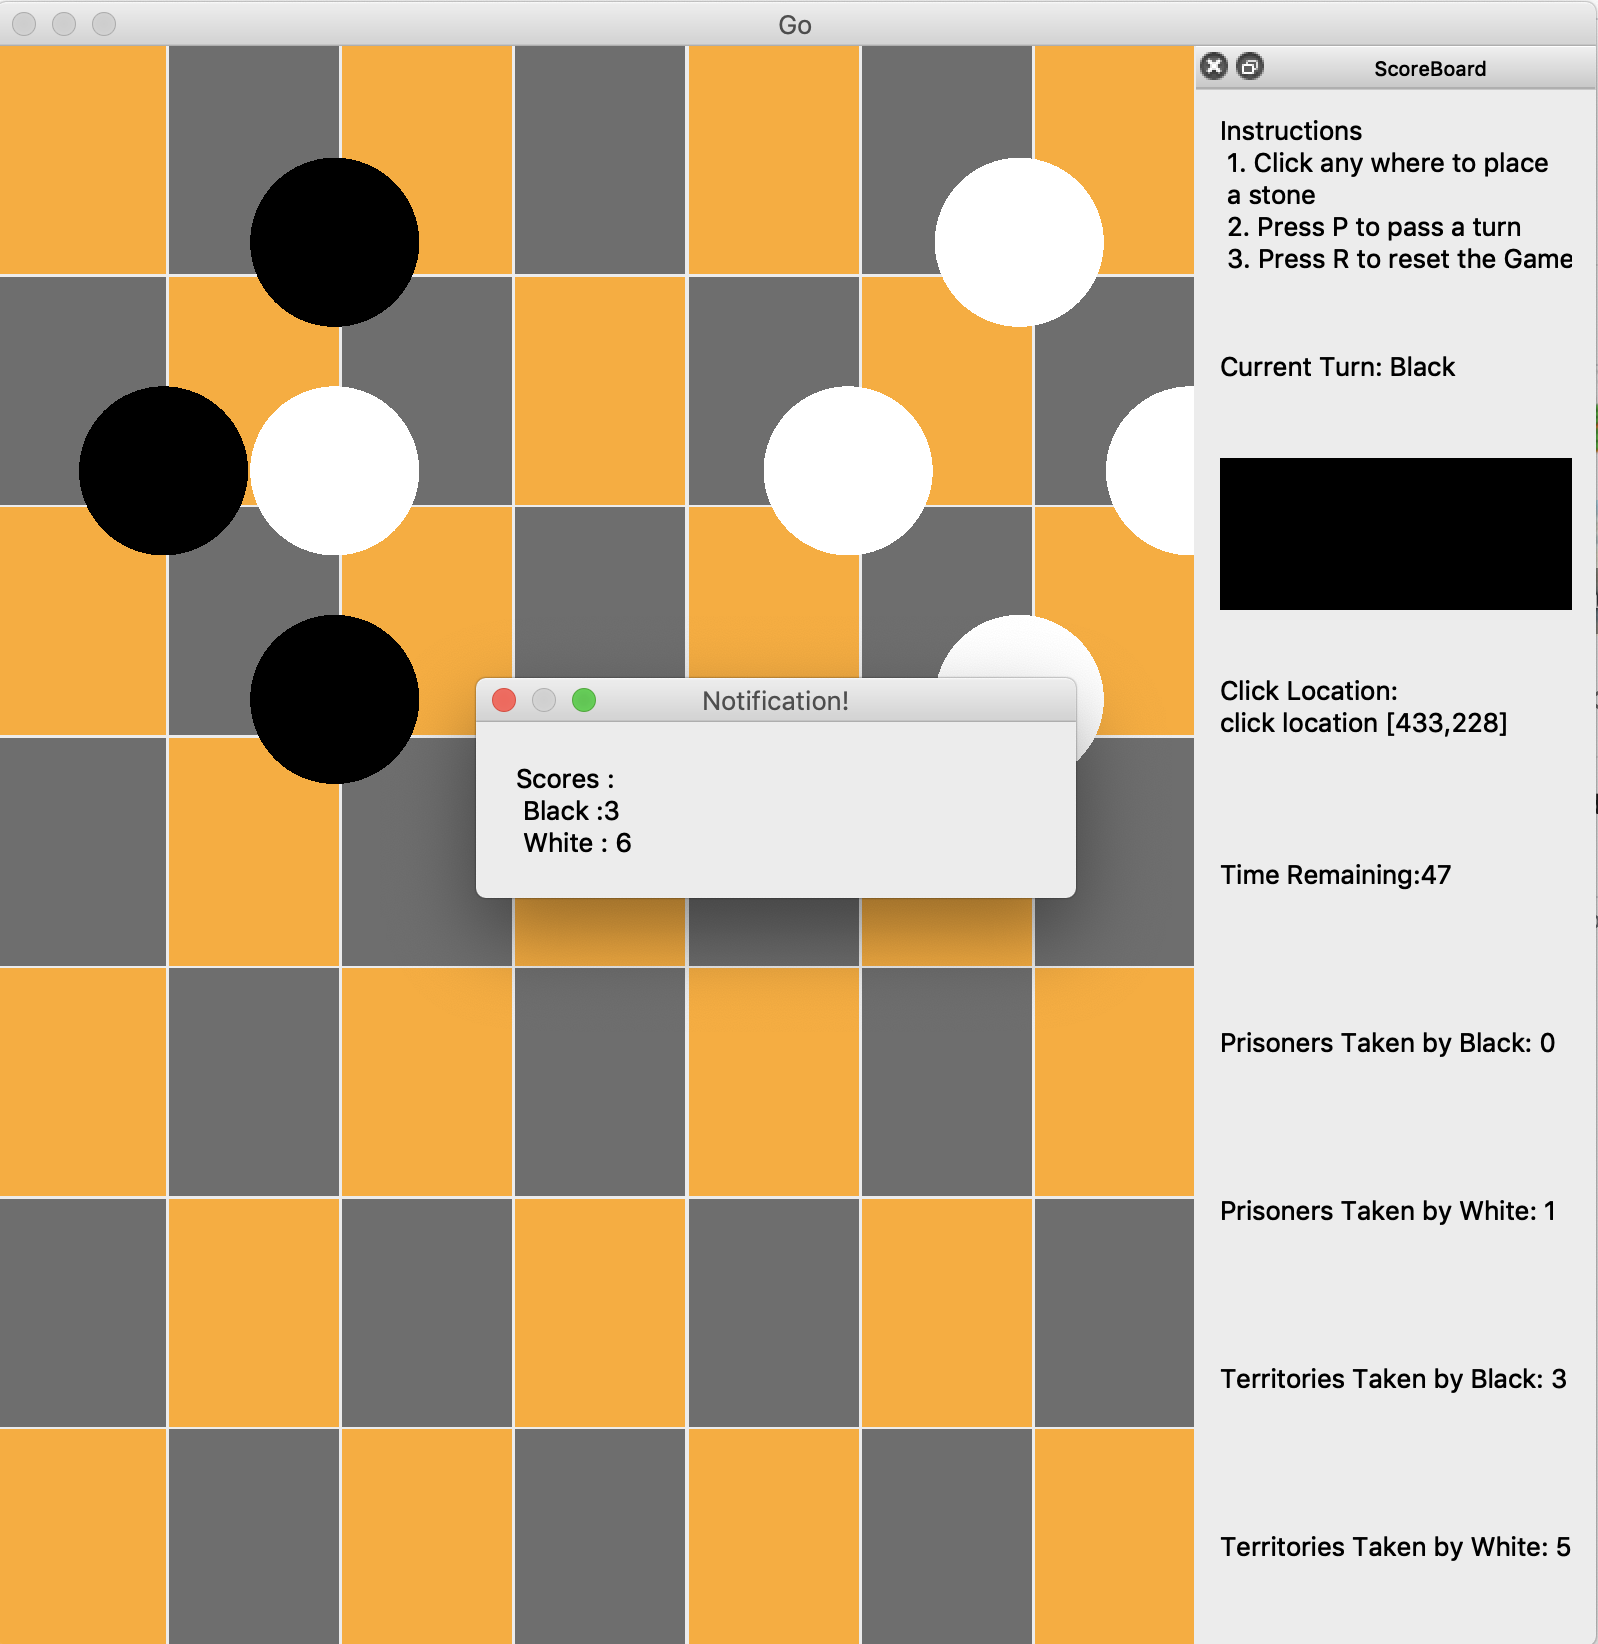 Go
ScoreBoard
Instructions
1. Click any where to place
a stone
2. Press P to pass a turn
3. Press R to reset the Game
Current Turn: Black
Click Location:
click location [433,228]
Notification!
Scores :
Black :3
White : 6
Time Remaining:47
Prisoners Taken by Black: 0
Prisoners Taken by White: 1
Territories Taken by Black: 3
Territories Taken by White: 5